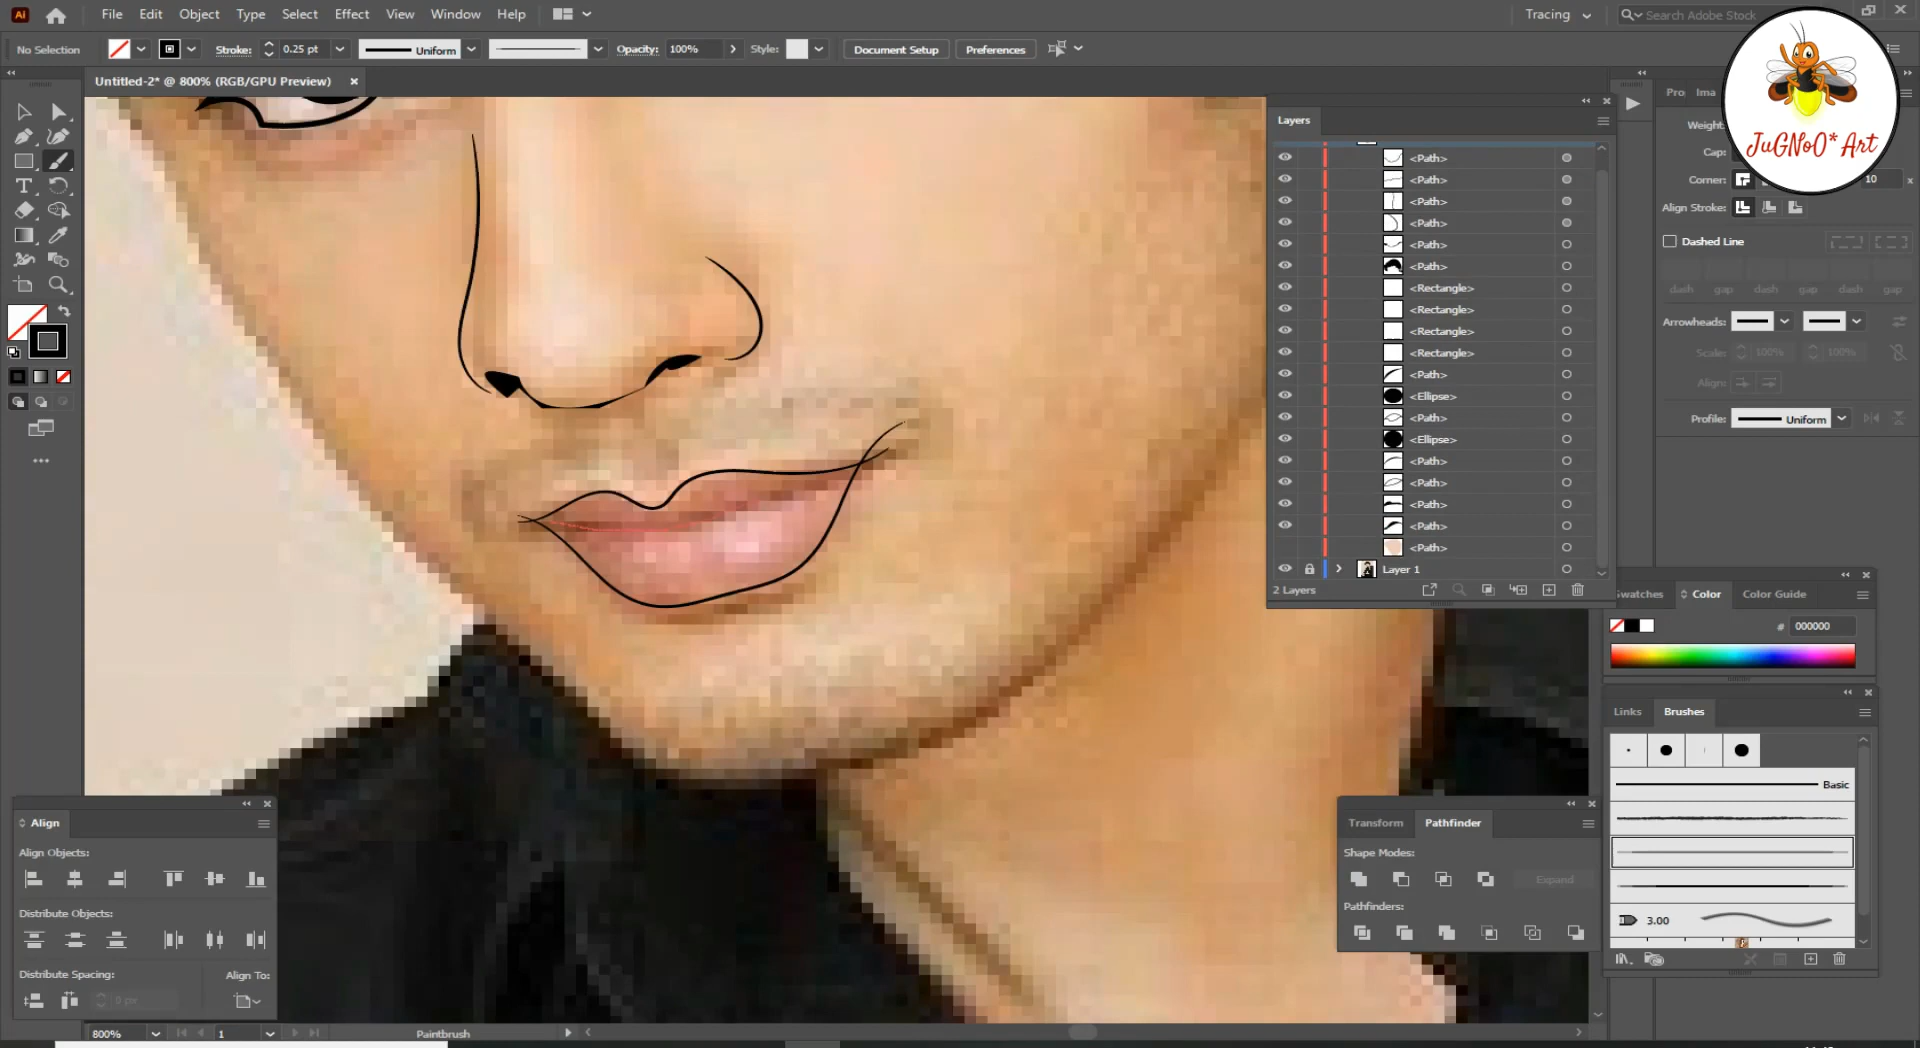 Ai File Edit Object Type Select Effect View Window Help Tracing Search Adobe Stock
No Selection Stroke: 0.25 pt Uniform Opacity: 100% Style: Document Setup Preferences
Untitled-2* @ 800% (RGB/GPU Preview)
JuGNoO* Art
Layers
<Path>
<Path>
<Path>
<Path>
<Path>
<Path>
<Rectangle>
<Rectangle>
<Rectangle>
<Rectangle>
<Path>
<Ellipse>
<Path>
<Ellipse>
<Path>
<Path>
<Path>
<Path>
<Path>
Layer 1
2 Layers
Pro Ima
Weight
Cap:
Corner: 10 x
Align Stroke:
Dashed Line
dash gap dash gap dash gap
Arrowheads:
Scale: 100% 100%
Align:
Profile: Uniform
Swatches Color Color Guide
# 000000
Links Brushes
Basic
3.00
Align
Align Objects:
Distribute Objects:
Distribute Spacing: Align To:
0 px
Transform Pathfinder
Shape Modes:
Expand
Pathfinders:
800% 1 Paintbrush